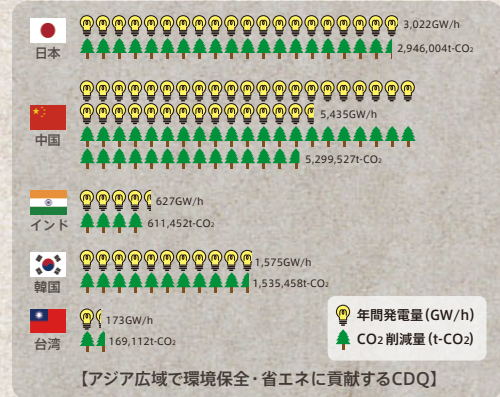 3,022GW/h
日本
2,946,004t-CO2
5,435GW/h
中国
5,299,527t-CO2
627GW/h
インド
611,452t-CO2
1,575GW/h
韓国
1,535,458t-CO2
173GW/h
台湾
169,112t-CO2
年間発電量(GW/h)
CO2削減量(t-CO2)
【アジア広域で環境保全・省エネに貢献するCDQ】